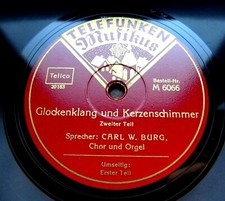 TELEFUNKEN
Musikus
Telco
Bestell-Nr.
20183
M 6066
Glockenklang und Kerzenschimmer
Zweiter Teil
Sprecher: CARL W. BURG,
Chor und Orgel
Umseitig:
Erster Teil